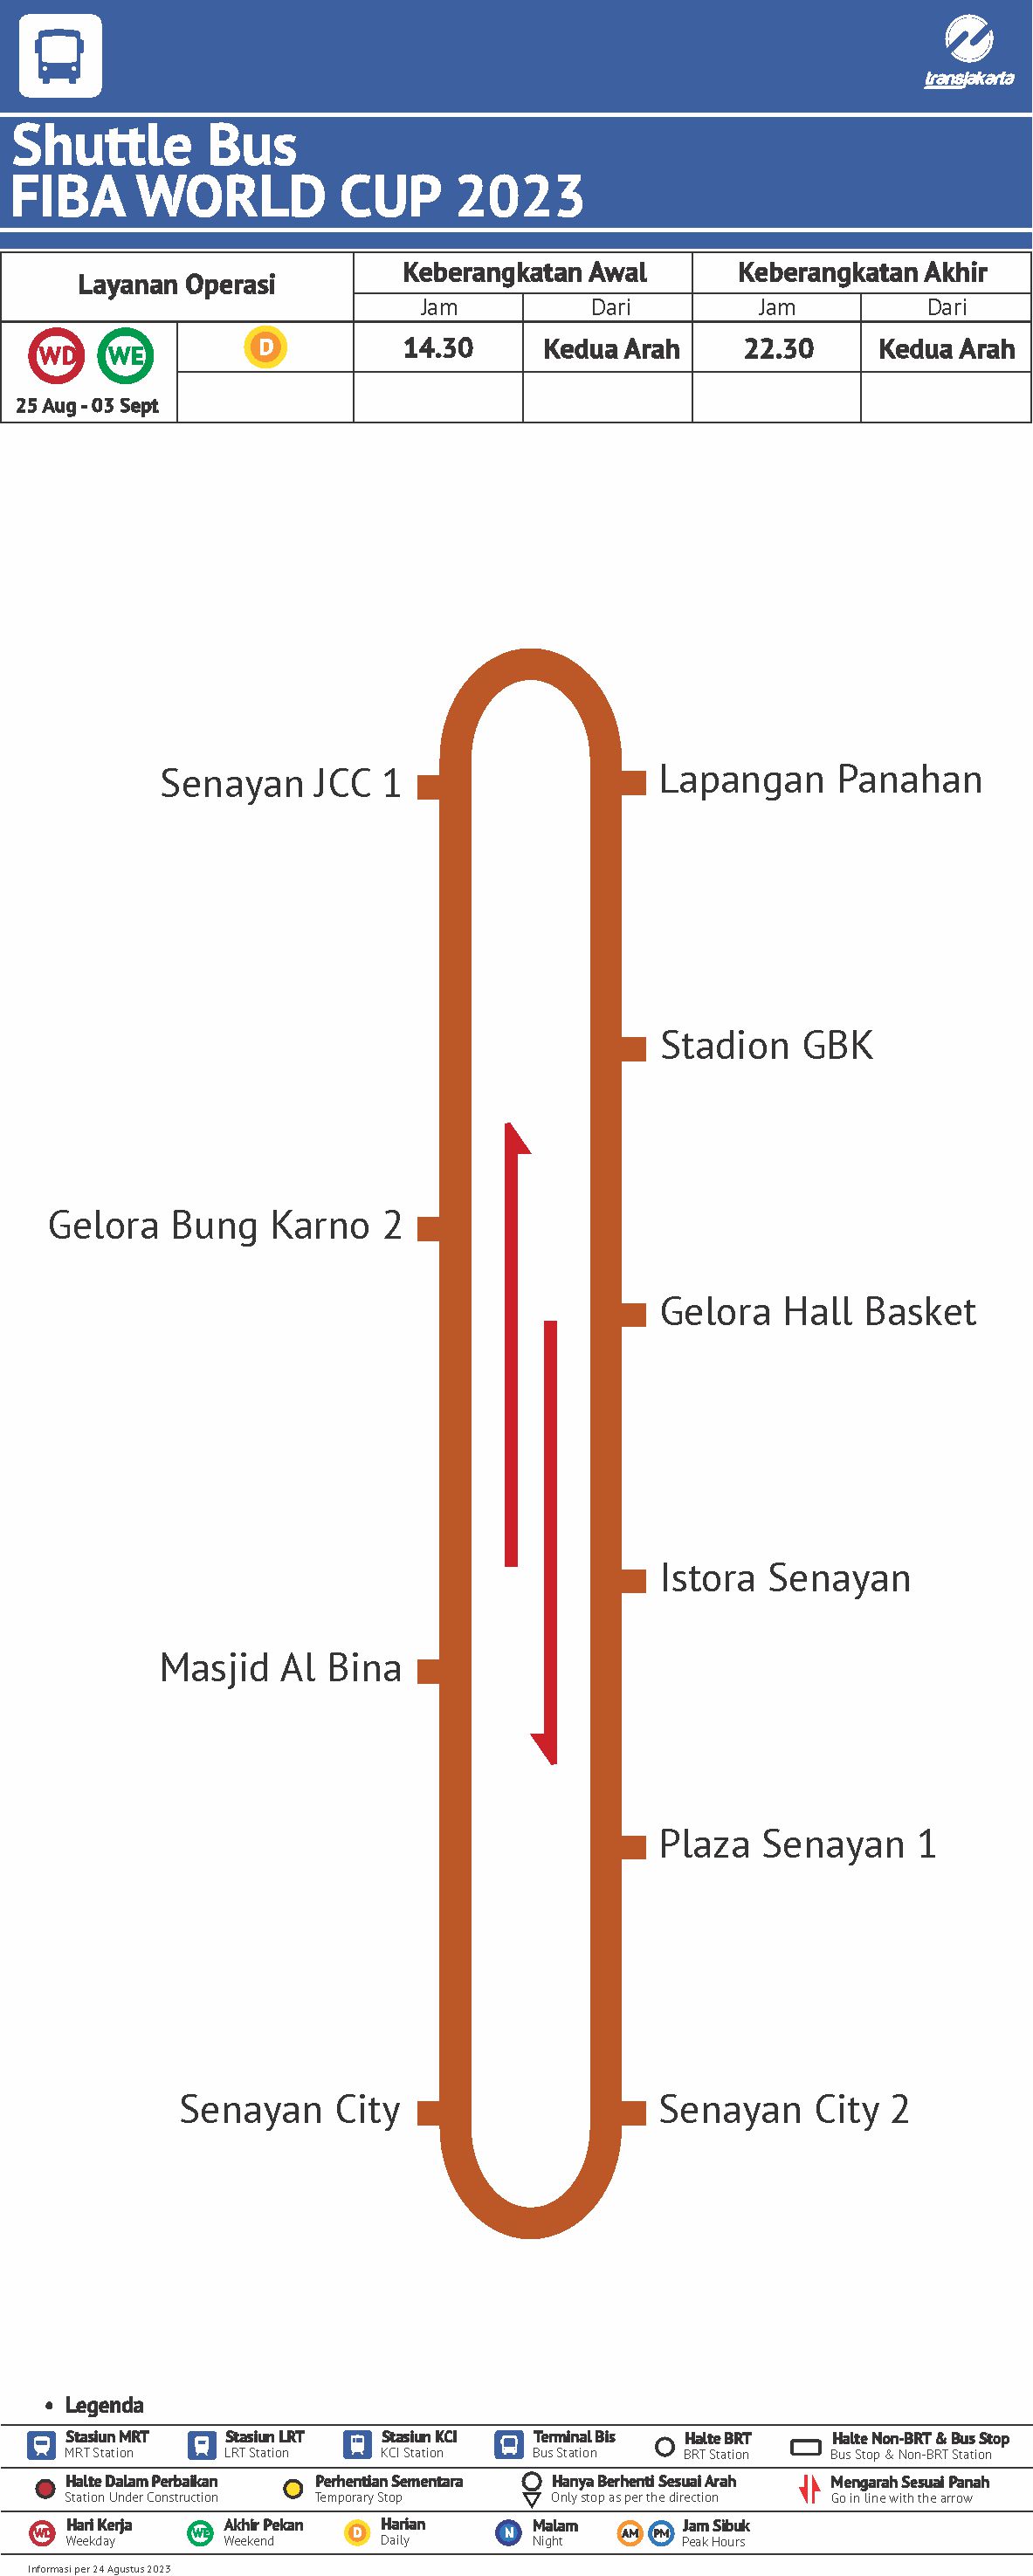 transjakarta
Shuttle Bus
FIBA WORLD CUP 2023
Layanan Operasi
Keberangkatan Awal
Keberangkatan Akhir
Jam
Dari
Jam
Dari
WD
WE
D
14.30
Kedua Arah
22.30
Kedua Arah
25 Aug - 03 Sept
Senayan JCC 1
Lapangan Panahan
Stadion GBK
Gelora Bung Karno 2
Gelora Hall Basket
Istora Senayan
Masjid Al Bina
Plaza Senayan 1
Senayan City
Senayan City 2
• Legenda
Stasiun MRT
MRT Station
Stasiun LRT
LRT Station
Stasiun KCI
KCI Station
Terminal Bis
Bus Station
Halte BRT
BRT Station
Halte Non-BRT & Bus Stop
Bus Stop & Non-BRT Station
Halte Dalam Perbaikan
Station Under Construction
Perhentian Sementara
Temporary Stop
Hanya Berhenti Sesuai Arah
Only stop as per the direction
Mengarah Sesuai Panah
Go in line with the arrow
WD
Hari Kerja
Weekday
WE
Akhir Pekan
Weekend
D
Harian
Daily
N
Malam
Night
AM
PM
Jam Sibuk
Peak Hours
Informasi per 24 Agustus 2023